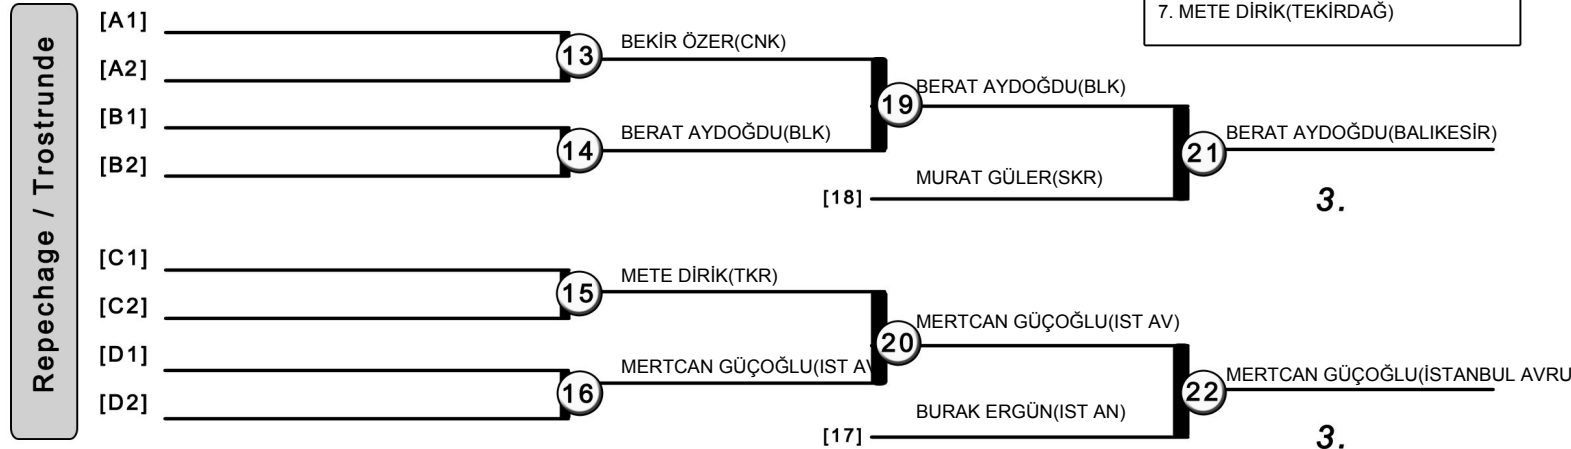 7. METE DİRİK(TEKİRDAĞ)
Repechage / Trostrunde
[A1]
[A2]
13
BEKİR ÖZER(CNK)
[B1]
[B2]
14
BERAT AYDOĞDU(BLK)
19
BERAT AYDOĞDU(BLK)
[18]
MURAT GÜLER(SKR)
21
BERAT AYDOĞDU(BALIKESİR)
3.
[C1]
[C2]
15
METE DİRİK(TKR)
[D1]
[D2]
16
MERTCAN GÜÇOĞLU(IST AV
20
MERTCAN GÜÇOĞLU(IST AV)
[17]
BURAK ERGÜN(IST AN)
22
MERTCAN GÜÇOĞLU(İSTANBUL AVRU
3.